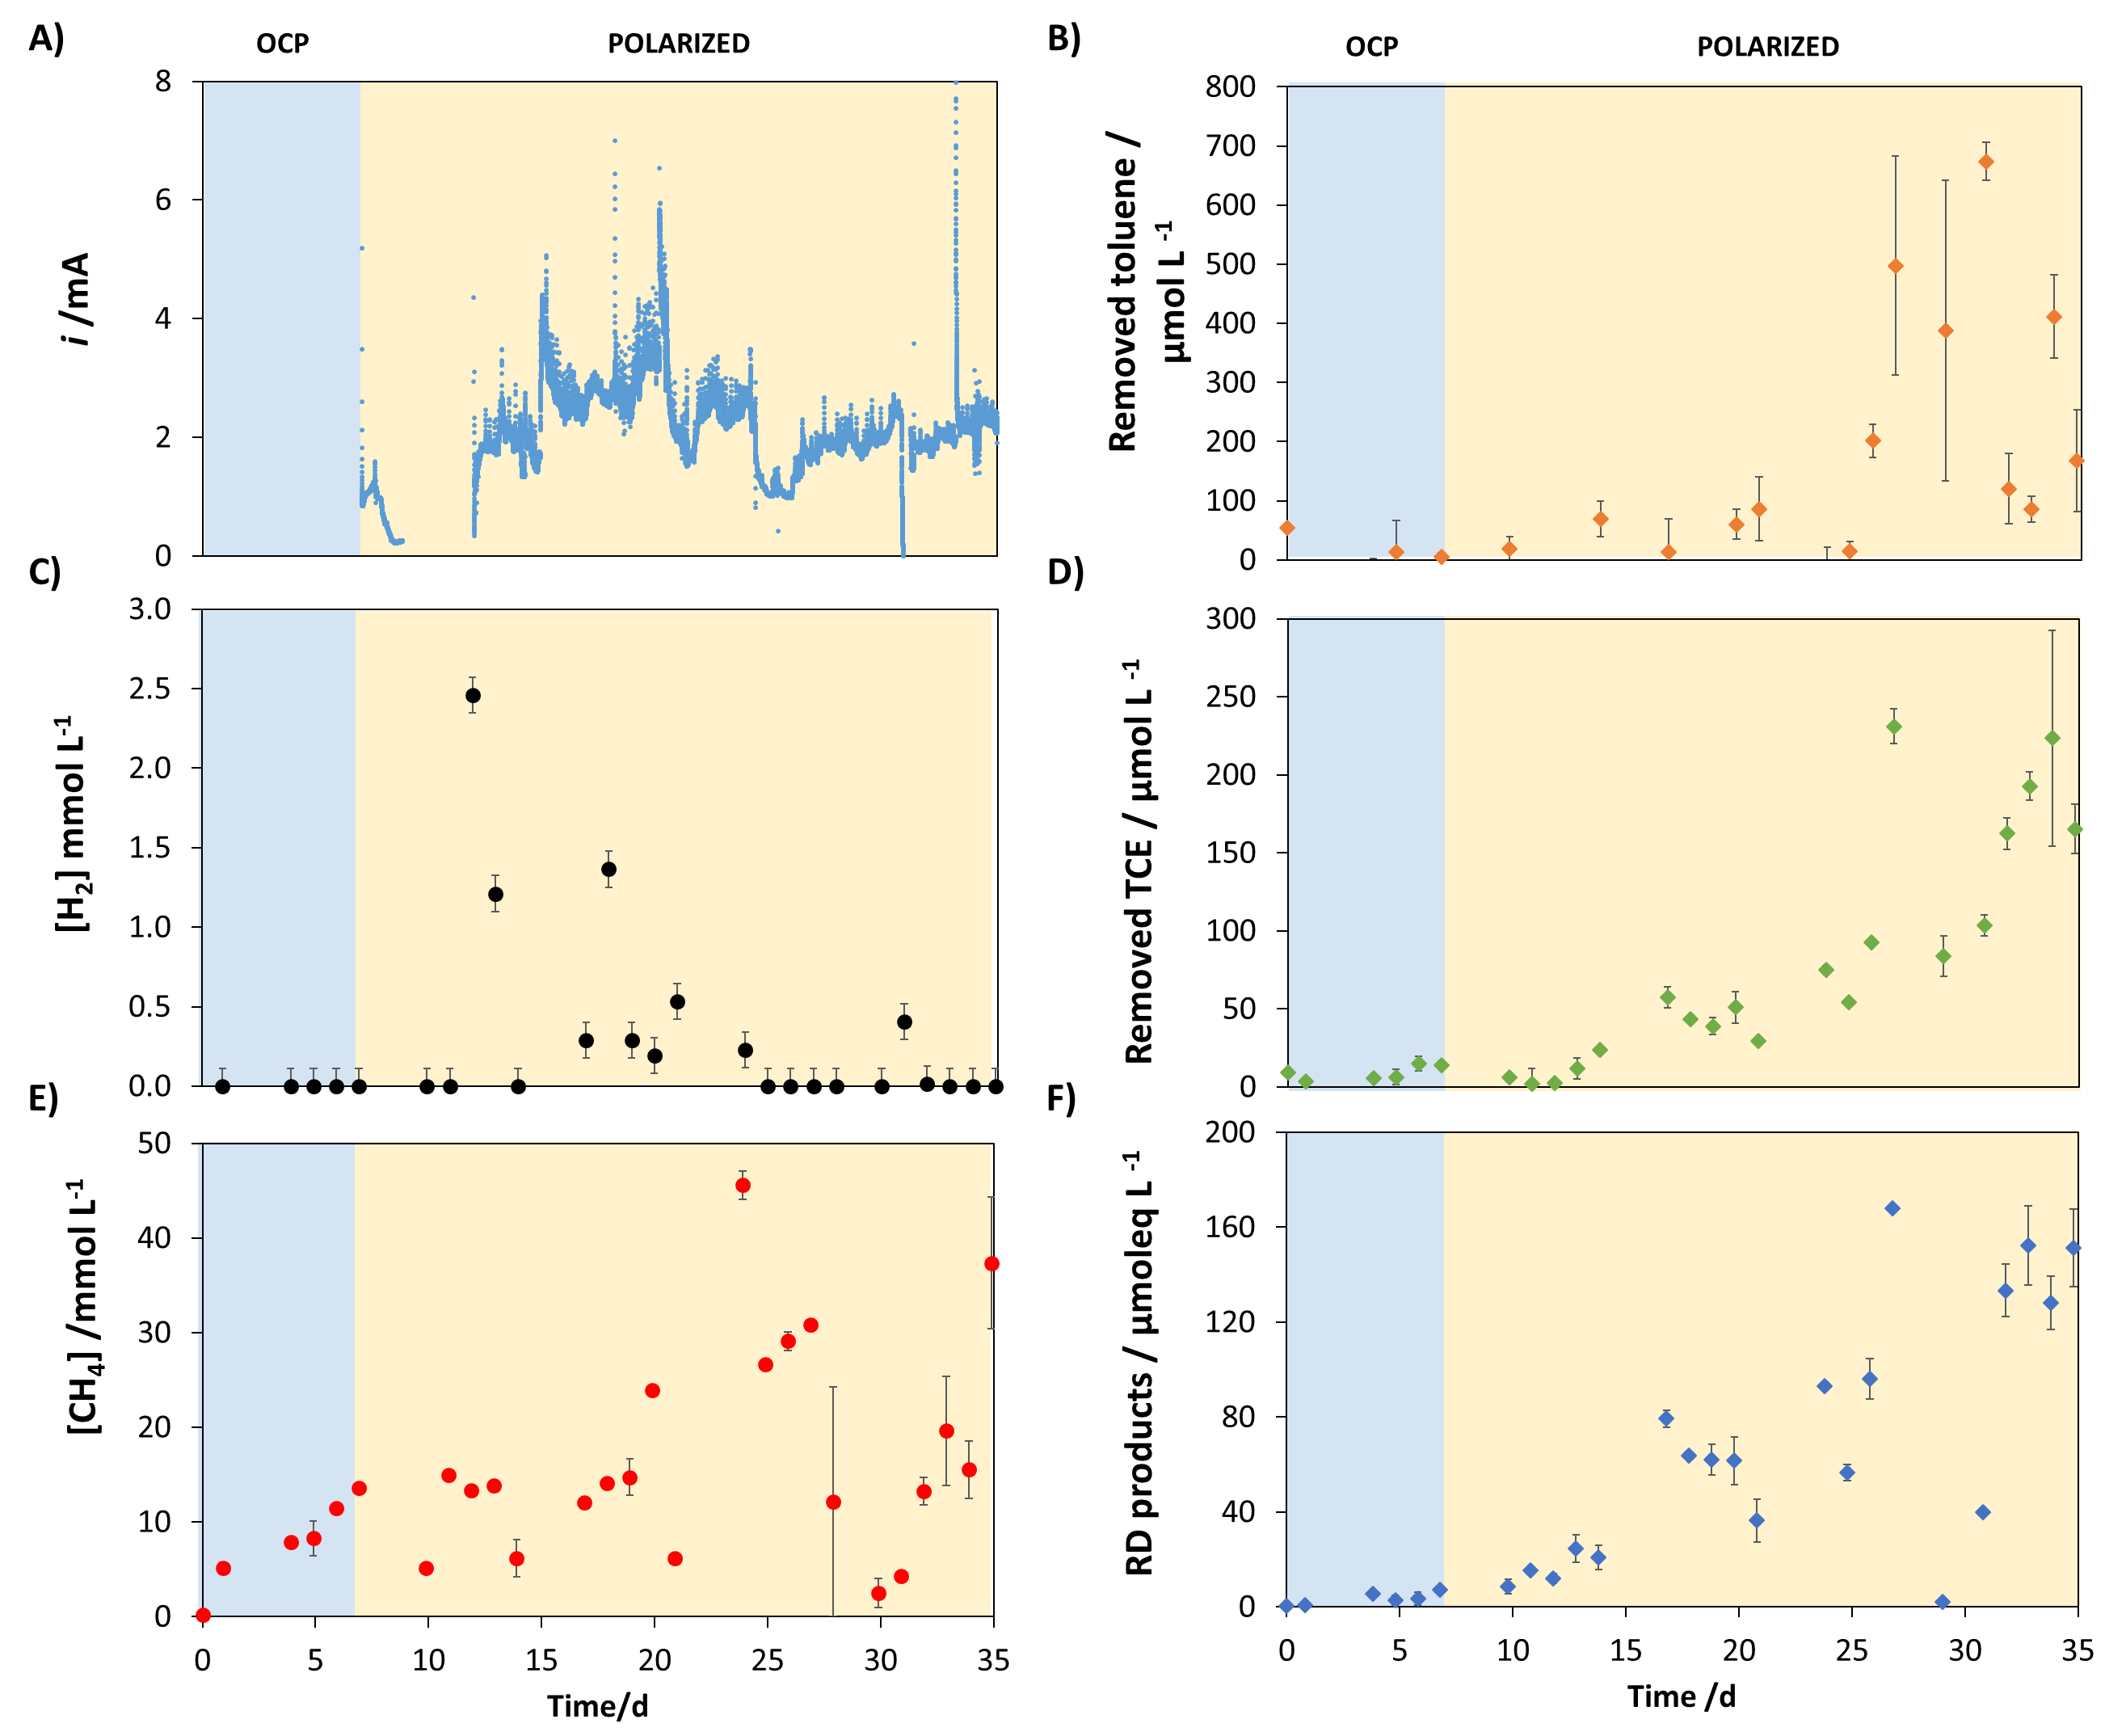 A)
OCP
POLARIZED
8
6
4
2
0
i /mA
B)
OCP
POLARIZED
800
700
600
500
400
300
200
100
0
Removed toluene /
µmol L -1
C)
3.0
2.5
2.0
1.5
1.0
0.5
0.0
[H2] mmol L-1
D)
300
250
200
150
100
50
0
Removed TCE / µmol L -1
E)
50
40
30
20
10
0
[CH4] /mmol L-1
0 5 10 15 20 25 30 35
Time/d
F)
200
160
120
80
40
0
RD products / µmoleq L -1
0 5 10 15 20 25 30 35
Time /d